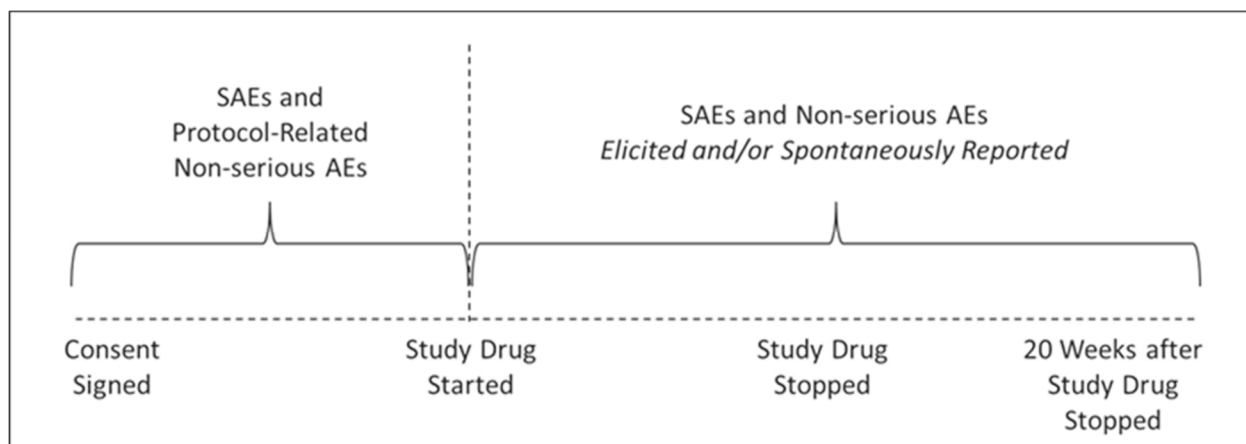 SAEs and
Protocol-Related
Non-serious AEs
SAEs and Non-serious AEs
Elicited and/or Spontaneously Reported
Consent
Signed
Study Drug
Started
Study Drug
Stopped
20 Weeks after
Study Drug
Stopped